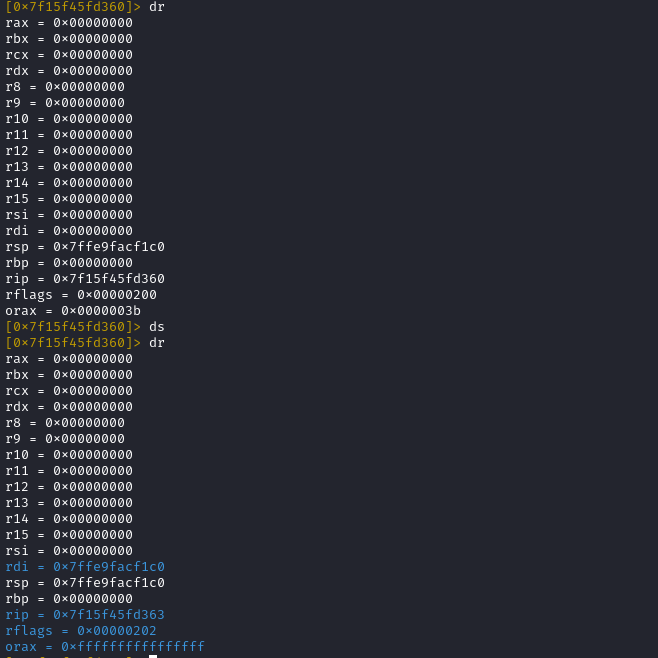 [0×7f15f45fd360]> dr
rax = 0×00000000
rbx = 0×00000000
rcx = 0×00000000
rdx = 0×00000000
r8 = 0×00000000
r9 = 0×00000000
r10 = 0×00000000
r11 = 0×00000000
r12 = 0×00000000
r13 = 0×00000000
r14 = 0×00000000
r15 = 0×00000000
rsi = 0×00000000
rdi = 0×00000000
rsp = 0×7ffe9facf1c0
rbp = 0×00000000
rip = 0×7f15f45fd360
rflags = 0×00000200
orax = 0×0000003b
[0×7f15f45fd360]> ds
[0×7f15f45fd360]> dr
rax = 0×00000000
rbx = 0×00000000
rcx = 0×00000000
rdx = 0×00000000
r8 = 0×00000000
r9 = 0×00000000
r10 = 0×00000000
r11 = 0×00000000
r12 = 0×00000000
r13 = 0×00000000
r14 = 0×00000000
r15 = 0×00000000
rsi = 0×00000000
rdi = 0×7ffe9facf1c0
rsp = 0×7ffe9facf1c0
rbp = 0×00000000
rip = 0×7f15f45fd363
rflags = 0×00000202
orax = 0×ffffffffffffffff